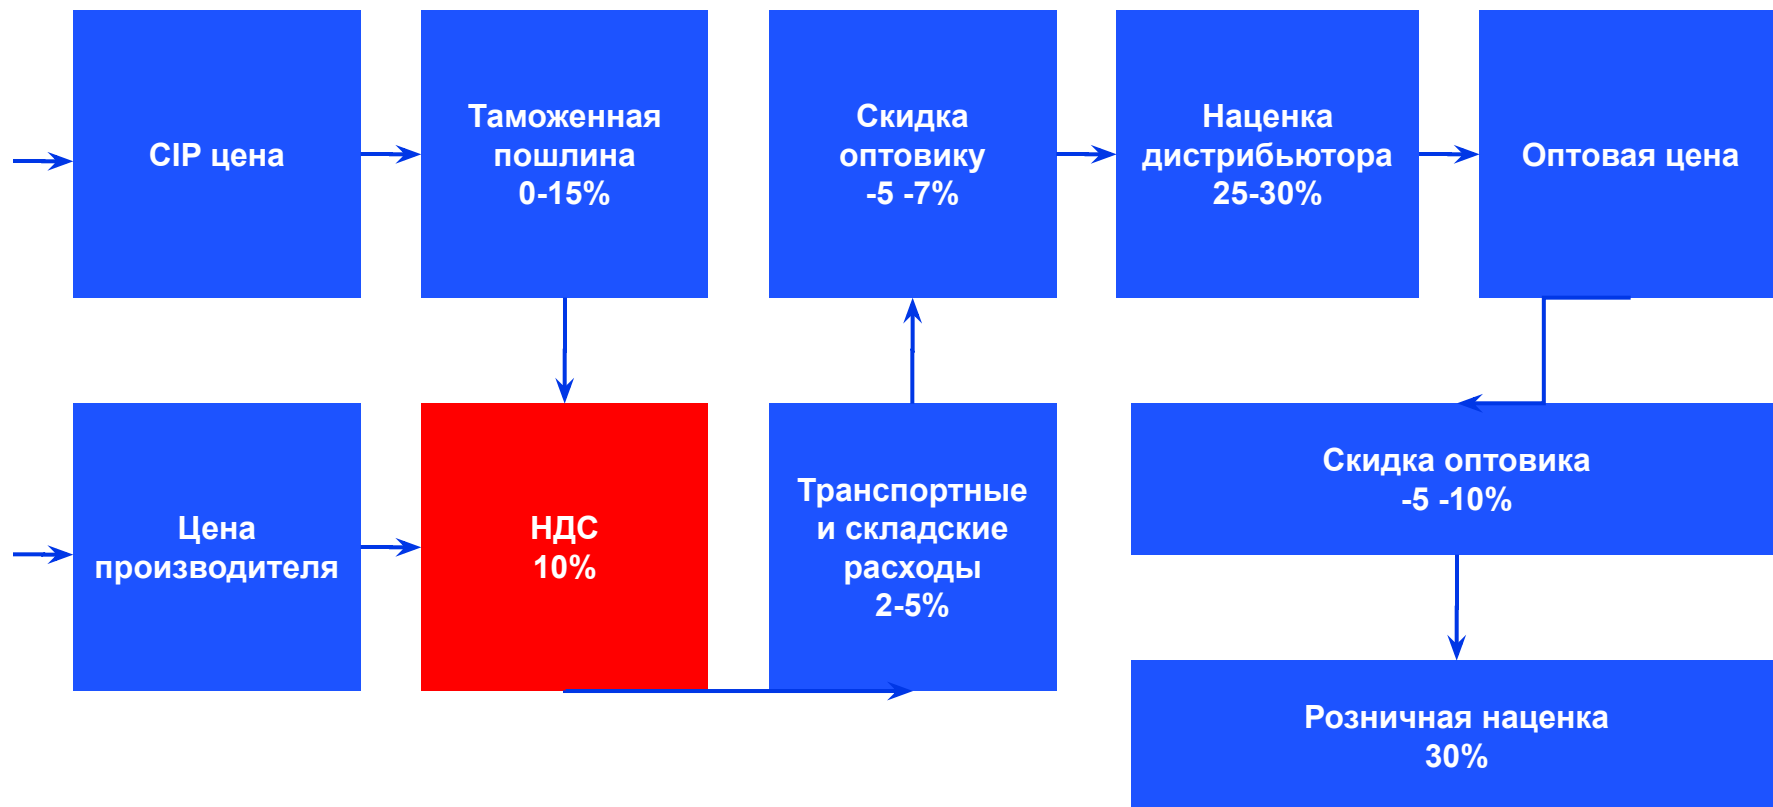 CIP цена
Таможенная
пошлина
0-15%
Скидка
оптовику
-5 -7%
Наценка
дистрибьютора
25-30%
Оптовая цена
Цена
производителя
НДС
10%
Транспортные
и складские
расходы
2-5%
Скидка оптовика
-5 -10%
Розничная наценка
30%